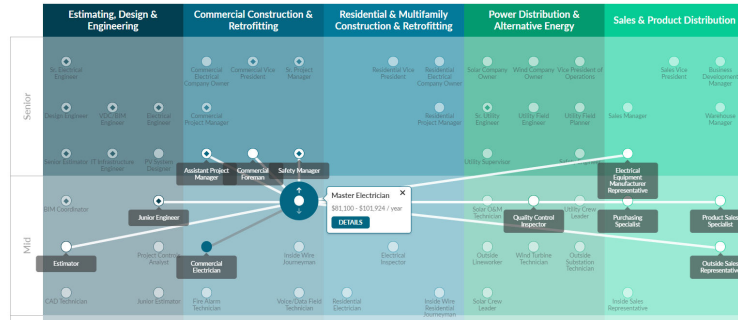 Estimating, Design &
Engineering
Commercial Construction &
Retrofitting
Residential & Multifamily
Construction & Retrofitting
Power Distribution &
Alternative Energy
Sales & Product Distribution
Senior
Sr. Electrical
Engineer
Commercial
Electrical
Company Owner
Commercial Vice
President
Sr. Project
Manager
Residential Vice
President
Residential
Electrical
Company Owner
Solar Company
Owner
Wind Company
Owner
Vice President of
Operations
Sales Vice
President
Business
Development
Manager
Design Engineer
VDC/BIM
Engineer
Electrical
Engineer
Commercial
Project Manager
Residential
Project Manager
Sr. Utility
Engineer
Utility Field
Engineer
Utility Field
Planner
Sales Manager
Warehouse
Manager
Senior Estimator
IT Infrastructure
Engineer
PV System
Designer
Assistant Project
Manager
Commercial
Foreman
Safety Manager
Utility Supervisor
Electrical
Equipment
Manufacturer
Representative
Mid
Master Electrician
$81,100 - $101,924 / year
DETAILS
BIM Coordinator
Junior Engineer
Solar O&M
Technician
Quality Control
Inspector
Utility Crew
Leader
Purchasing
Specialist
Product Sales
Specialist
Estimator
Project Controls
Analyst
Commercial
Electrician
Inside Wire
Journeyman
Electrical
Inspector
Outside
Lineworker
Wind Turbine
Technician
Outside
Substation
Technician
Outside Sales
Representative
CAD Technician
Junior Estimator
Fire Alarm
Technician
Voice/Data Field
Technician
Residential
Electrician
Inside Wire
Residential
Journeyman
Solar Crew
Leader
Inside Sales
Representative